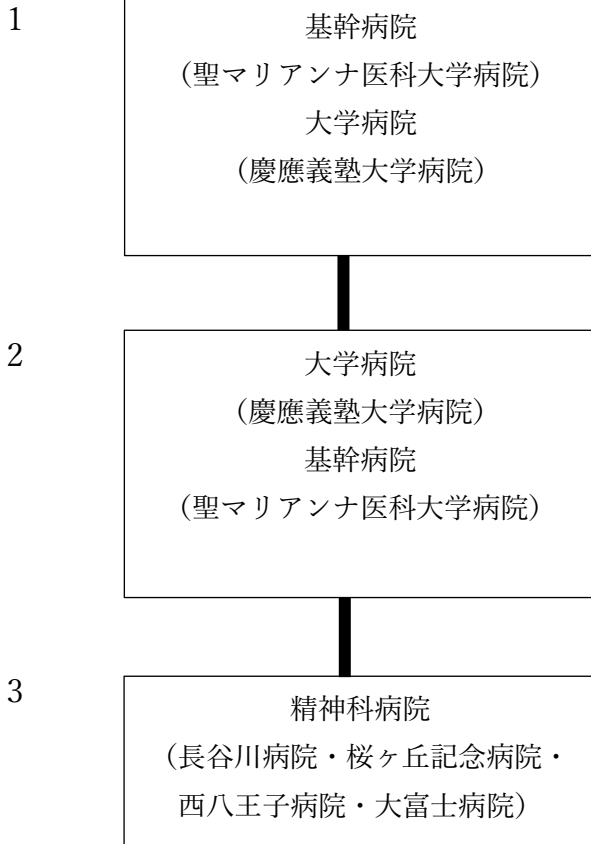 1
基幹病院
（聖マリアンナ医科大学病院）
大学病院
（慶應義塾大学病院）
2
大学病院
（慶應義塾大学病院）
基幹病院
（聖マリアンナ医科大学病院）
3
精神科病院
（長谷川病院・桜ヶ丘記念病院・
西八王子病院・大富士病院）